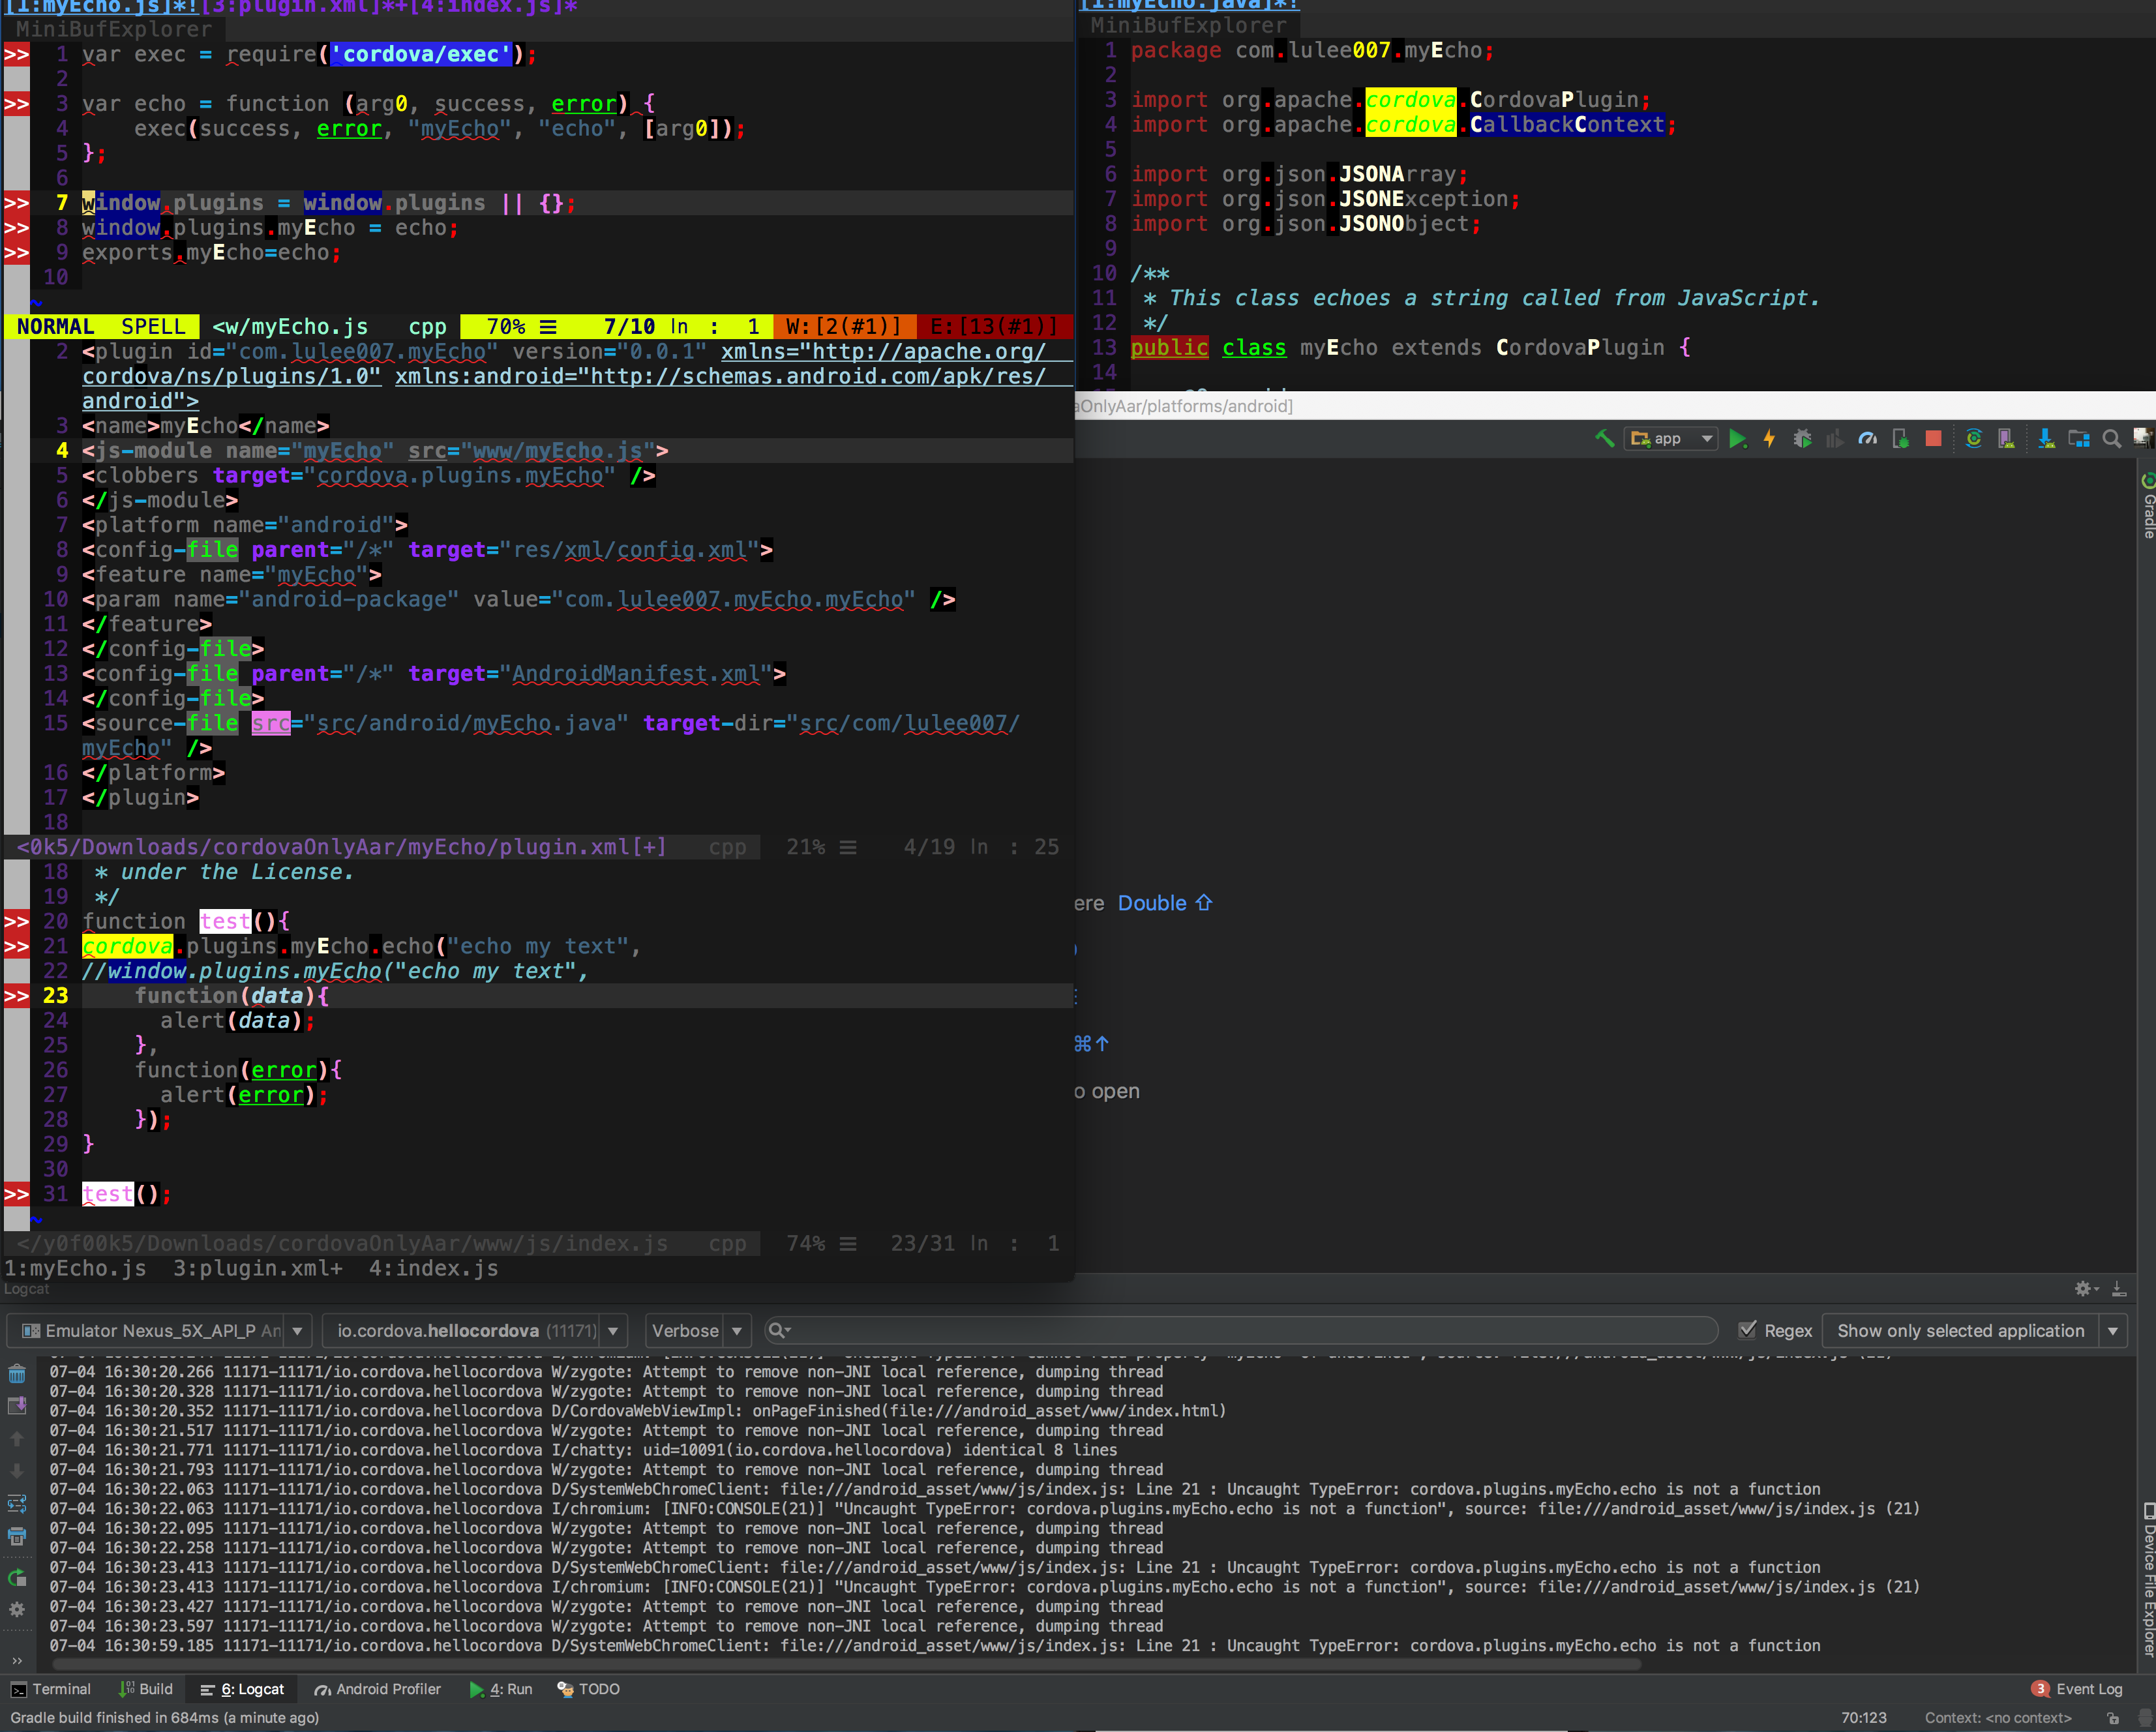 [1:myEcho.js]*![3:plugin.xml]*+[4:index.js]*
MiniBufExplorer
>> 1 var exec = require('cordova/exec');
2
>> 3 var echo = function (arg0, success, error) {
4 exec(success, error, "myEcho", "echo", [arg0]);
5 };
6
>> 7 window.plugins = window.plugins || {};
>> 8 window.plugins.myEcho = echo;
>> 9 exports.myEcho=echo;
10
~
NORMAL SPELL <w/myEcho.js cpp 70% ☰ 7/10 ln : 1 W:[2(#1)] E:[13(#1)]
2 <plugin id="com.lulee007.myEcho" version="0.0.1" xmlns="http://apache.org/
cordova/ns/plugins/1.0" xmlns:android="http://schemas.android.com/apk/res/
android">
3 <name>myEcho</name>
4 <js-module name="myEcho" src="www/myEcho.js">
5 <clobbers target="cordova.plugins.myEcho" />
6 </js-module>
7 <platform name="android">
8 <config-file parent="/*" target="res/xml/config.xml">
9 <feature name="myEcho">
10 <param name="android-package" value="com.lulee007.myEcho.myEcho" />
11 </feature>
12 </config-file>
13 <config-file parent="/*" target="AndroidManifest.xml">
14 </config-file>
15 <source-file src="src/android/myEcho.java" target-dir="src/com/lulee007/
myEcho" />
16 </platform>
17 </plugin>
18
<0k5/Downloads/cordovaOnlyAar/myEcho/plugin.xml[+] cpp 21% ☰ 4/19 ln : 25
18 * under the License.
19 */
>> 20 function test(){
>> 21 cordova.plugins.myEcho.echo("echo my text",
22 //window.plugins.myEcho("echo my text",
>> 23 function(data){
24 alert(data);
25 },
26 function(error){
27 alert(error);
28 });
29 }
30
>> 31 test();
~
</y0f00k5/Downloads/cordovaOnlyAar/www/js/index.js cpp 74% ☰ 23/31 ln : 1
1:myEcho.js 3:plugin.xml+ 4:index.js
[1:myEcho.java]*!
MiniBufExplorer
1 package com.lulee007.myEcho;
2
3 import org.apache.cordova.CordovaPlugin;
4 import org.apache.cordova.CallbackContext;
5
6 import org.json.JSONArray;
7 import org.json.JSONException;
8 import org.json.JSONObject;
9
10 /**
11 * This class echoes a string called from JavaScript.
12 */
13 public class myEcho extends CordovaPlugin {
14
aOnlyAar/platforms/android]
app
Gradle
ere Double ⇧
⌘↑
o open
Logcat
Emulator Nexus_5X_API_P An io.cordova.hellocordova (11171) Verbose Regex Show only selected application
07-04 16:30:20.266 11171-11171/io.cordova.hellocordova W/zygote: Attempt to remove non-JNI local reference, dumping thread
07-04 16:30:20.328 11171-11171/io.cordova.hellocordova W/zygote: Attempt to remove non-JNI local reference, dumping thread
07-04 16:30:20.352 11171-11171/io.cordova.hellocordova D/CordovaWebViewImpl: onPageFinished(file:///android_asset/www/index.html)
07-04 16:30:21.517 11171-11171/io.cordova.hellocordova W/zygote: Attempt to remove non-JNI local reference, dumping thread
07-04 16:30:21.771 11171-11171/io.cordova.hellocordova I/chatty: uid=10091(io.cordova.hellocordova) identical 8 lines
07-04 16:30:21.793 11171-11171/io.cordova.hellocordova W/zygote: Attempt to remove non-JNI local reference, dumping thread
07-04 16:30:22.063 11171-11171/io.cordova.hellocordova D/SystemWebChromeClient: file:///android_asset/www/js/index.js: Line 21 : Uncaught TypeError: cordova.plugins.myEcho.echo is not a function
07-04 16:30:22.063 11171-11171/io.cordova.hellocordova I/chromium: [INFO:CONSOLE(21)] "Uncaught TypeError: cordova.plugins.myEcho.echo is not a function", source: file:///android_asset/www/js/index.js (21)
07-04 16:30:22.095 11171-11171/io.cordova.hellocordova W/zygote: Attempt to remove non-JNI local reference, dumping thread
07-04 16:30:22.258 11171-11171/io.cordova.hellocordova W/zygote: Attempt to remove non-JNI local reference, dumping thread
07-04 16:30:23.413 11171-11171/io.cordova.hellocordova D/SystemWebChromeClient: file:///android_asset/www/js/index.js: Line 21 : Uncaught TypeError: cordova.plugins.myEcho.echo is not a function
07-04 16:30:23.413 11171-11171/io.cordova.hellocordova I/chromium: [INFO:CONSOLE(21)] "Uncaught TypeError: cordova.plugins.myEcho.echo is not a function", source: file:///android_asset/www/js/index.js (21)
07-04 16:30:23.427 11171-11171/io.cordova.hellocordova W/zygote: Attempt to remove non-JNI local reference, dumping thread
07-04 16:30:23.597 11171-11171/io.cordova.hellocordova W/zygote: Attempt to remove non-JNI local reference, dumping thread
07-04 16:30:59.185 11171-11171/io.cordova.hellocordova D/SystemWebChromeClient: file:///android_asset/www/js/index.js: Line 21 : Uncaught TypeError: cordova.plugins.myEcho.echo is not a function
Device File Explorer
Terminal Build 6: Logcat Android Profiler 4: Run TODO 3 Event Log
Gradle build finished in 684ms (a minute ago) 70:123 Context: <no context>